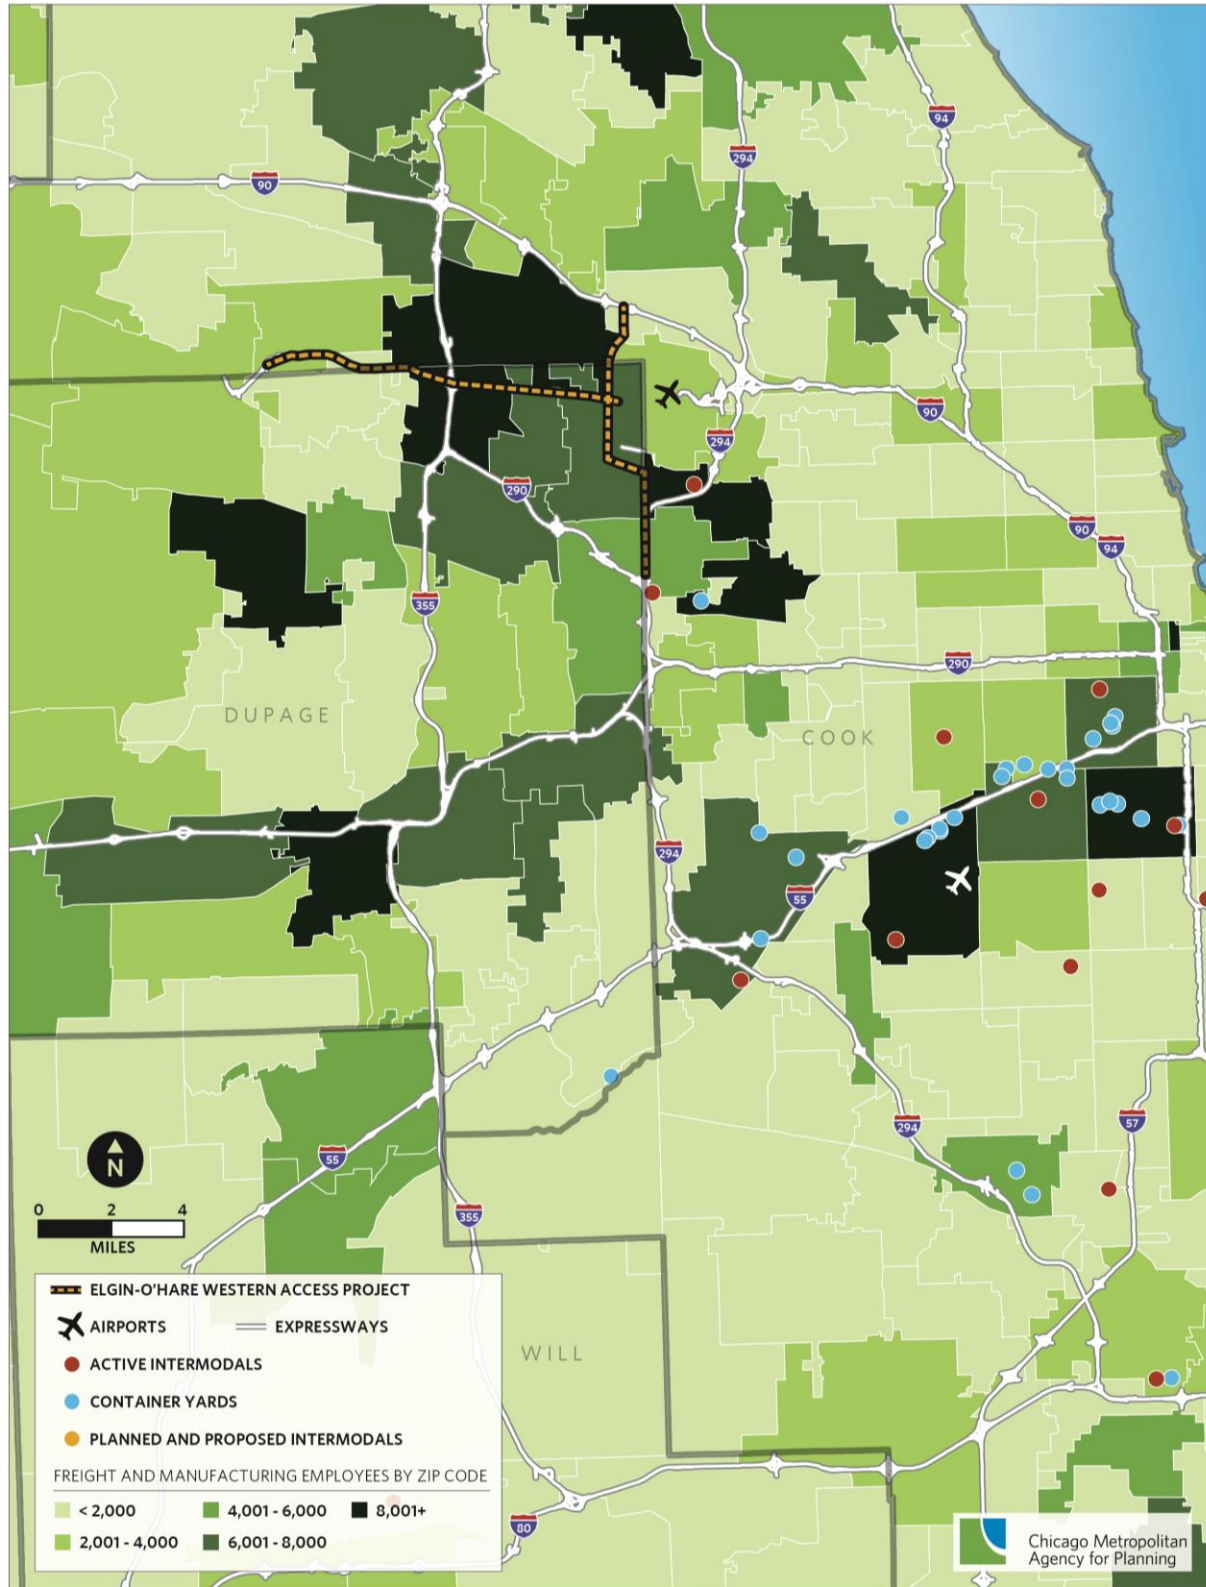 94
294
90
90
294
290
90
94
355
290
DUPAGE
COOK
294
55
294
57
55
N
355
0 2 4
MILES
ELGIN-O'HARE WESTERN ACCESS PROJECT
AIRPORTS
EXPRESSWAYS
ACTIVE INTERMODALS
WILL
CONTAINER YARDS
PLANNED AND PROPOSED INTERMODALS
FREIGHT AND MANUFACTURING EMPLOYEES BY ZIP CODE
< 2,000
4,001 - 6,000
8,001+
2,001 - 4,000
6,001 - 8,000
80
Chicago Metropolitan
Agency for Planning